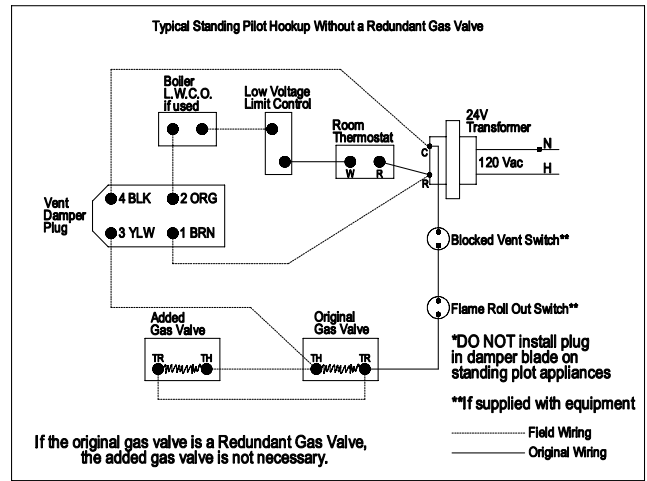 Typical Standing Pilot Hookup Without a Redundant Gas Valve
Boiler
L.W.C.O.
if used
Low Voltage
Limit Control
Room
Thermostat
W
R
24V
Transformer
C
R
120 Vac
N
H
Vent
Damper
Plug
4 BLK
2 ORG
3 YLW
1 BRN
Blocked Vent Switch**
Flame Roll Out Switch**
Added
Gas Valve
TR
TH
Original
Gas Valve
TH
TR
*DO NOT install plug
in damper blade on
standing plot appliances
**If supplied with equipment
Field Wiring
Original Wiring
If the original gas valve is a Redundant Gas Valve,
the added gas valve is not necessary.